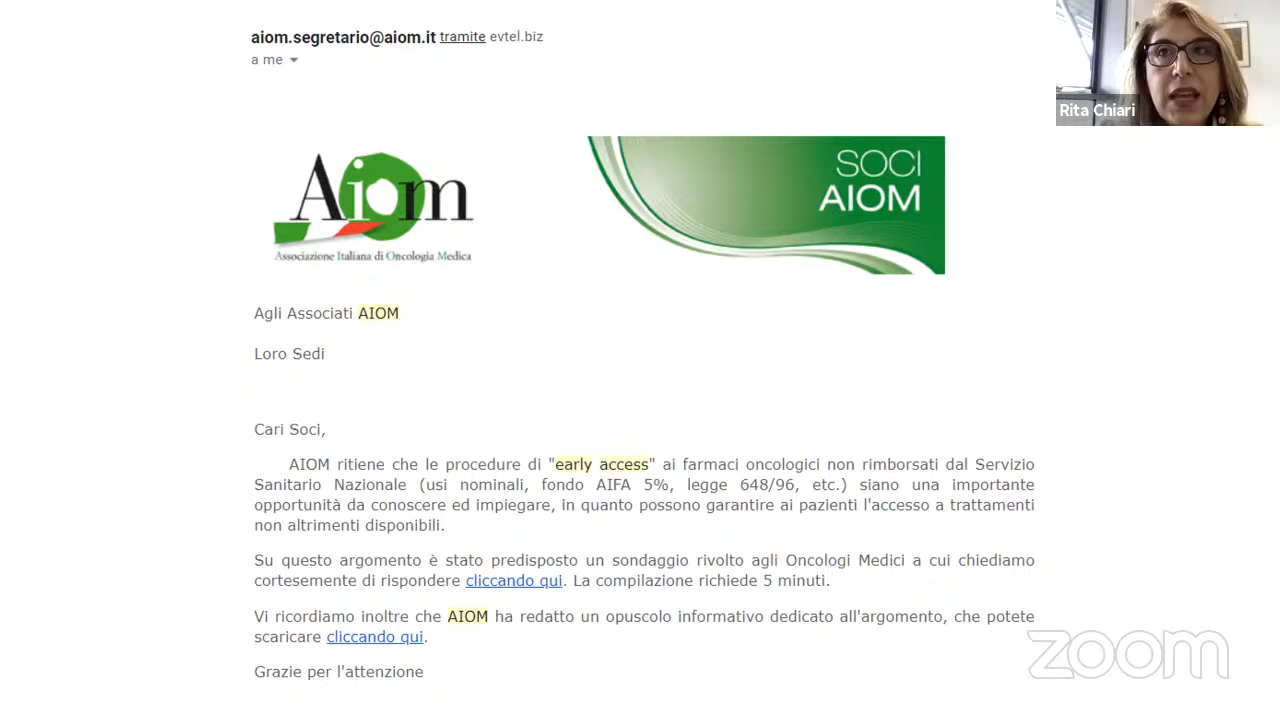 aiom.segretario@aiom.it tramite evtel.biz
a me
Rita Chiari
Aiom
Associazione Italiana di Oncologia Medica
SOCI
AIOM
Agli Associati AIOM
Loro Sedi
Cari Soci,
AIOM ritiene che le procedure di "early access" ai farmaci oncologici non rimborsati dal Servizio
Sanitario Nazionale (usi nominali, fondo AIFA 5%, legge 648/96, etc.) siano una importante
opportunità da conoscere ed impiegare, in quanto possono garantire ai pazienti l'accesso a trattamenti
non altrimenti disponibili.
Su questo argomento è stato predisposto un sondaggio rivolto agli Oncologi Medici a cui chiediamo
cortesemente di rispondere cliccando qui. La compilazione richiede 5 minuti.
Vi ricordiamo inoltre che AIOM ha redatto un opuscolo informativo dedicato all'argomento, che potete
scaricare cliccando qui.
Grazie per l'attenzione
zoom